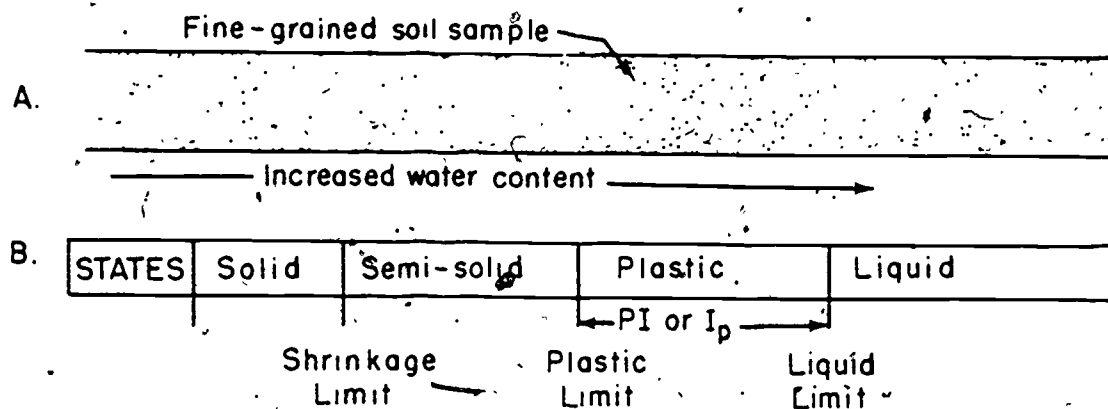 Fine-grained soil sample
A.
Increased water content
B. STATES Solid Semi-solid Plastic Liquid
PI or Ip
Shrinkage Limit
Plastic Limit
Liquid Limit